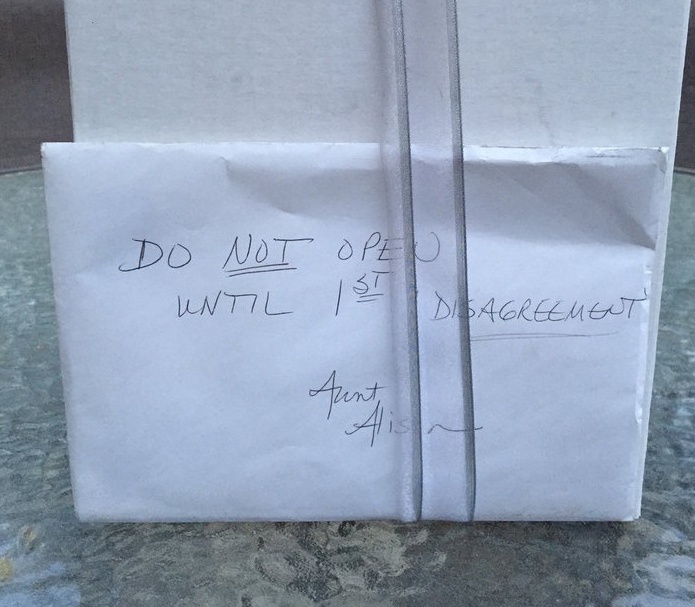 DO NOT OPEN
UNTIL 1ST DISAGREEMENT
Aunt
Alison